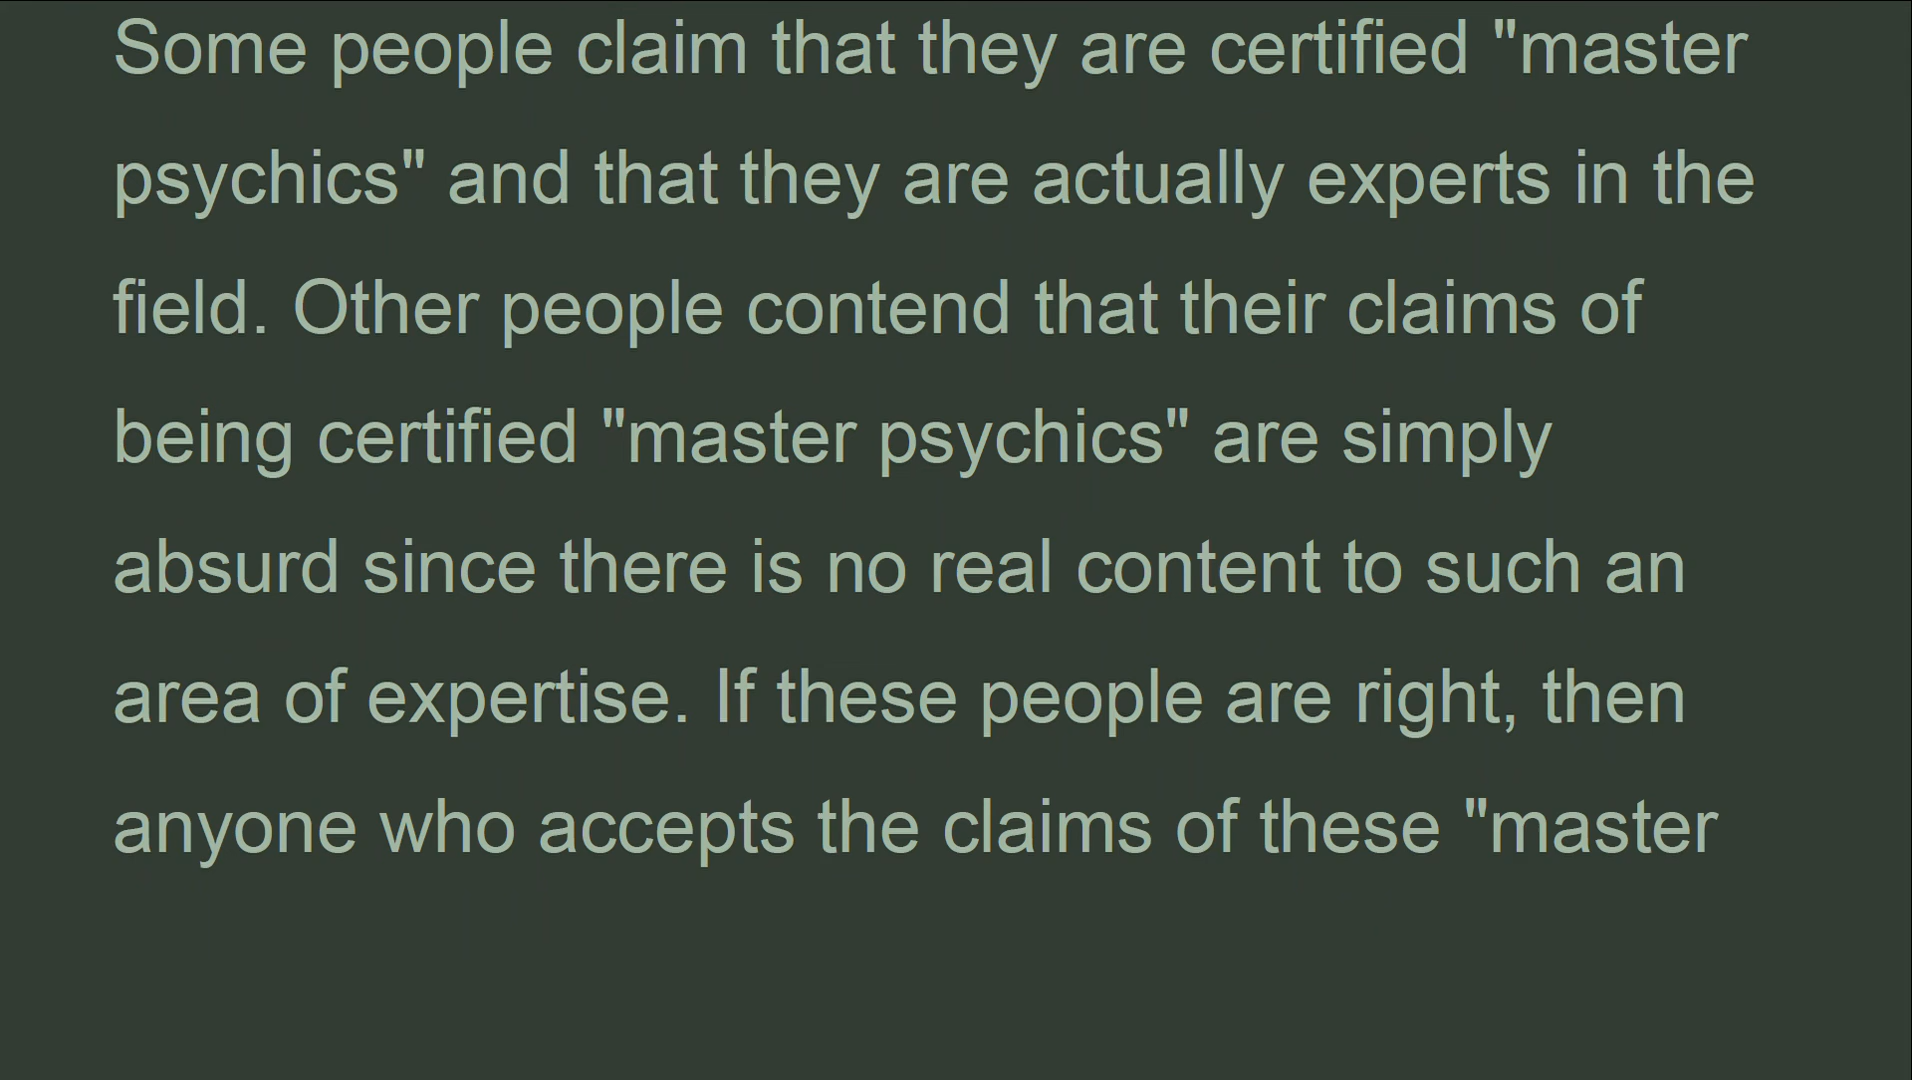 Some people claim that they are certified "master
psychics" and that they are actually experts in the
field. Other people contend that their claims of
being certified "master psychics" are simply
absurd since there is no real content to such an
area of expertise. If these people are right, then
anyone who accepts the claims of these "master